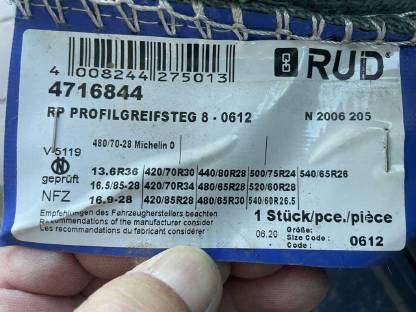 RUD
4 008244 275013
4716844
RP PROFILGREIFSTEG 8 - 0612 N 2006 205
480/70-28 Michelin O
V-5119
geprüft
NFZ
13.6R36 420/70R30 440/80R28 500/75R24 540/65R26
16.5/85-28 420/70R34 480/65R28 520/60R28
16.9-28 420/85R28 480/65R30 540/60R26.5
Empfehlungen des Fahrzeugherstellers beachten
Recommendations of the manufacturer consider
Les recommandations du fabricant considérer
1 Stück/pce./pièce
06.20 Größe:
Size Code: 0612
Code: